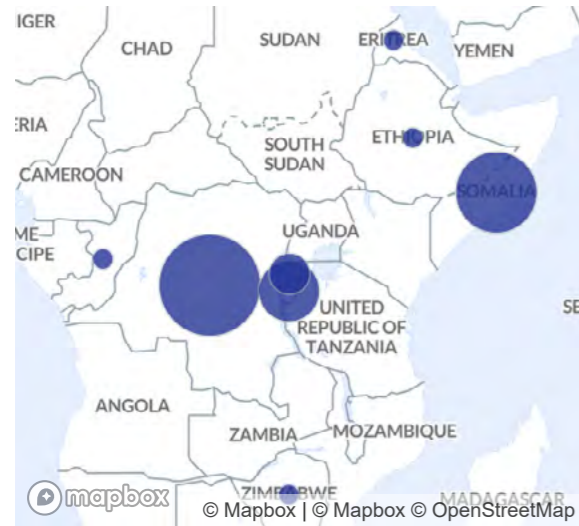 IGER
CHAD
SUDAN
ERITREA
YEMEN
ERIA
ETHIOPIA
SOUTH
SUDAN
CAMEROON
SOMALIA
ME
CIPE
UGANDA
UNITED
REPUBLIC OF
TANZANIA
SE
ANGOLA
ZAMBIA
MOZAMBIQUE
ZIMBABWE
MADAGASCAR
mapbox
© Mapbox | © Mapbox © OpenStreetMap